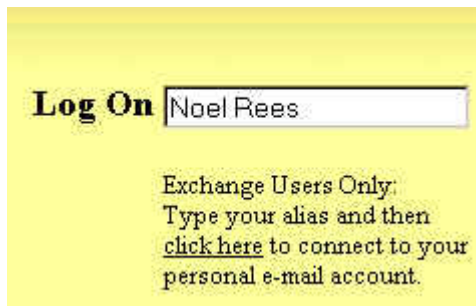 Log On Noel Rees
Exchange Users Only:
Type your alias and then
click here to connect to your
personal e-mail account.